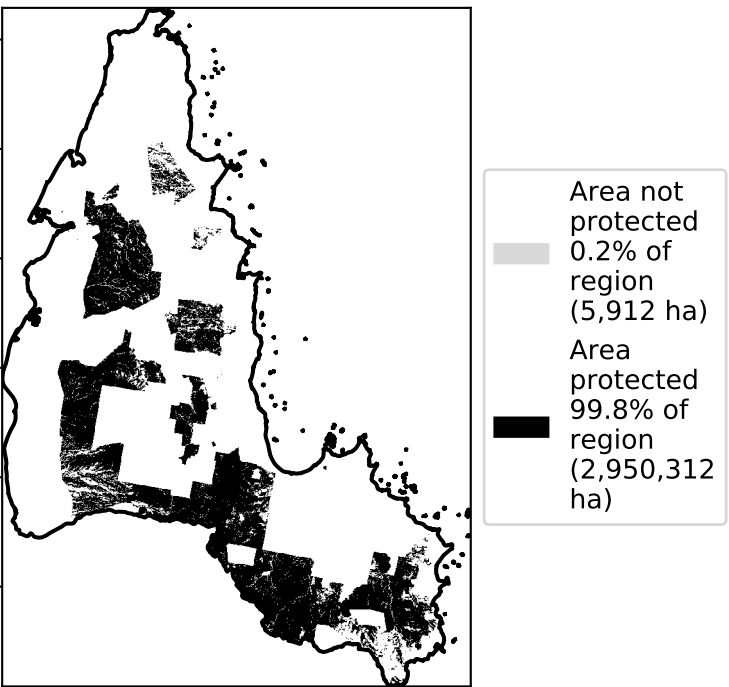 Area not
protected
0.2% of
region
(5,912 ha)
Area
protected
99.8% of
region
(2,950,312
ha)